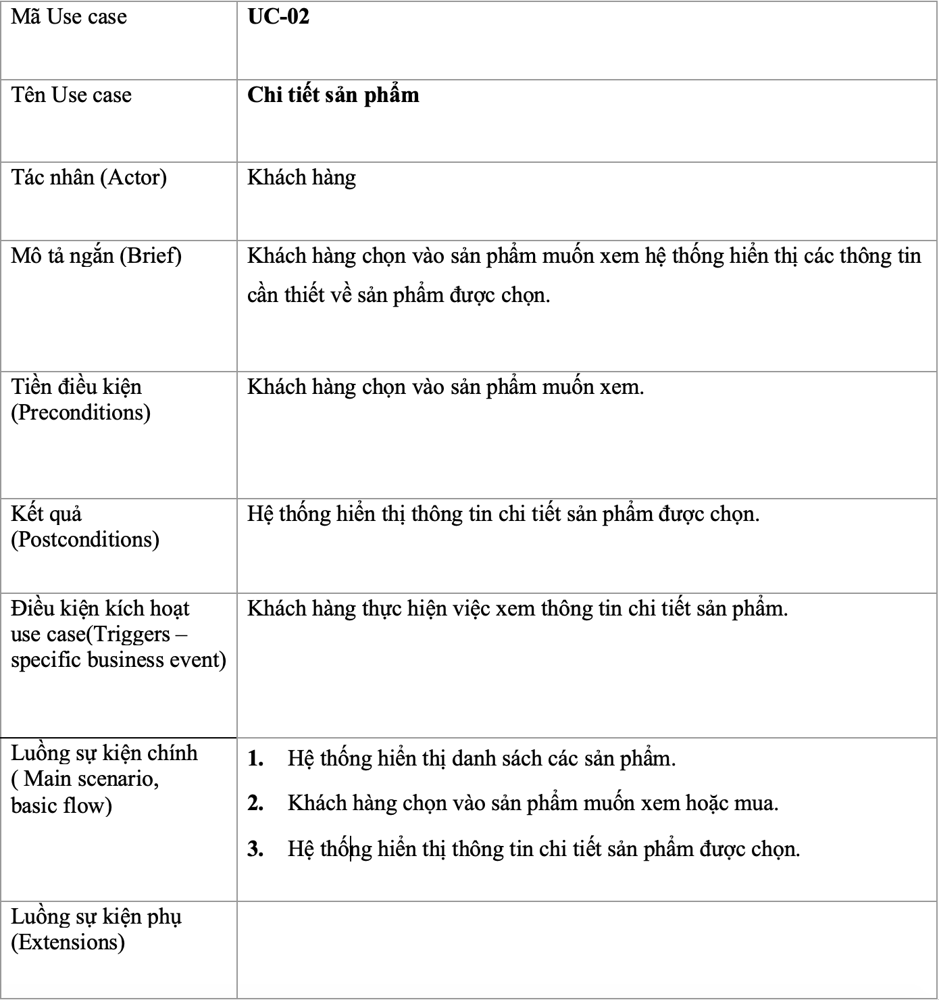 Mã Use case
UC-02
Tên Use case
Chi tiết sản phẩm
Tác nhân (Actor)
Khách hàng
Mô tả ngắn (Brief)
Khách hàng chọn vào sản phẩm muốn xem hệ thống hiển thị các thông tin
cần thiết về sản phẩm được chọn.
Tiền điều kiện
(Preconditions)
Khách hàng chọn vào sản phẩm muốn xem.
Kết quả
(Postconditions)
Hệ thống hiển thị thông tin chi tiết sản phẩm được chọn.
Điều kiện kích hoạt
use case(Triggers –
specific business event)
Khách hàng thực hiện việc xem thông tin chi tiết sản phẩm.
Luồng sự kiện chính
( Main scenario,
basic flow)
1. Hệ thống hiển thị danh sách các sản phẩm.
2. Khách hàng chọn vào sản phẩm muốn xem hoặc mua.
3. Hệ thống hiển thị thông tin chi tiết sản phẩm được chọn.
Luồng sự kiện phụ
(Extensions)